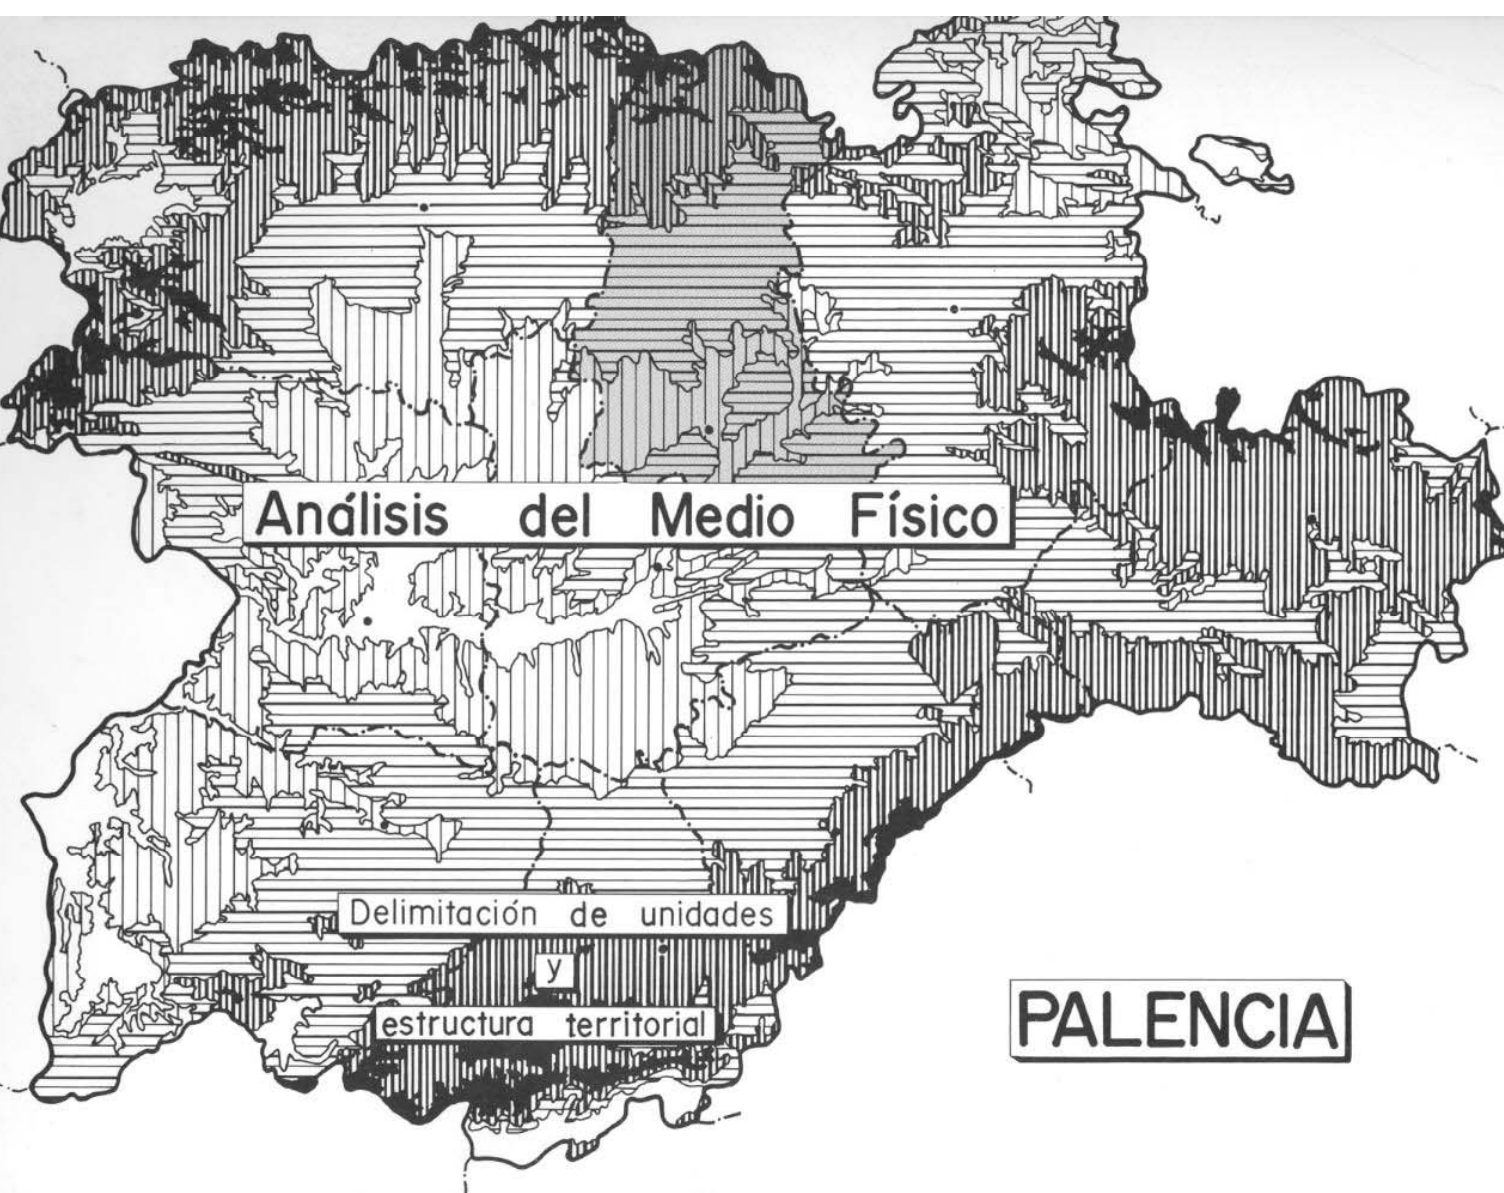 Análisis del Medio Físico
Delimitación de unidades
y
estructura territorial
PALENCIA